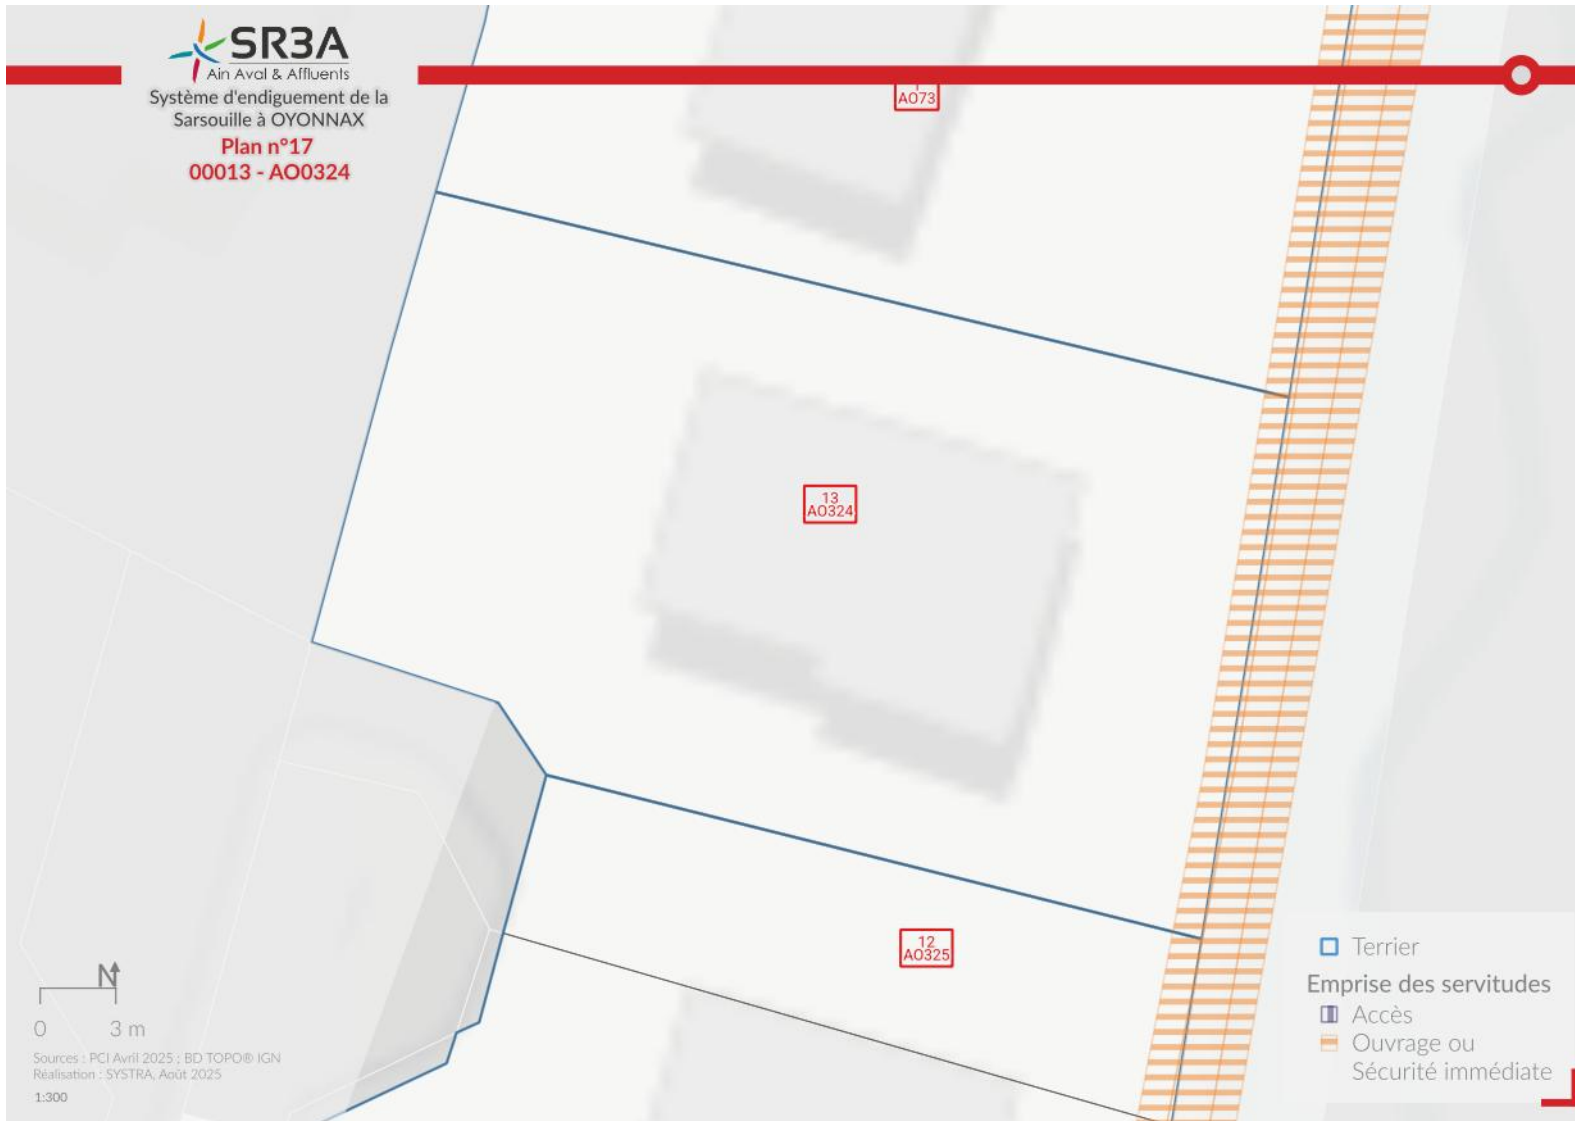 SR3A
Ain Aval & Affluents
Système d'endiguement de la
Sarsouille à OYONNAX
Plan n°17
00013 - AO0324
AO73
13
AO324
12
AO325
N
0 3 m
Sources : PCI Avril 2025 ; BD TOPO® IGN
Réalisation : SYSTRA, Août 2025
1:300
Terrier
Emprise des servitudes
Accès
Ouvrage ou
Sécurité immédiate